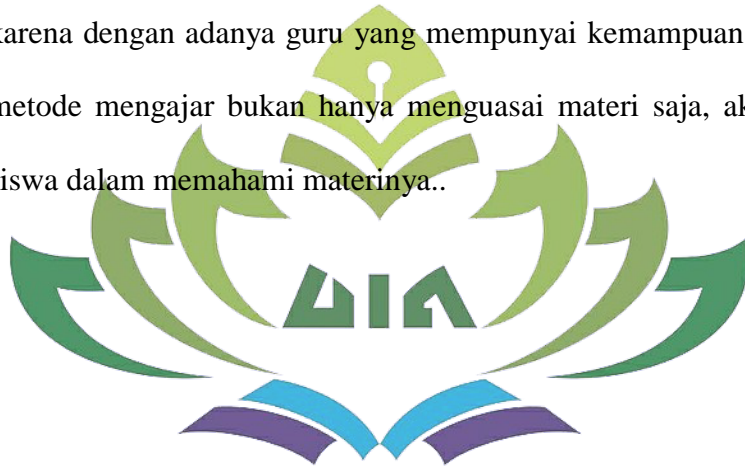 karena dengan adanya guru yang mempunyai kemampuan
metode mengajar bukan hanya menguasai materi saja, ak
iswa dalam memahami materinya..
UIN